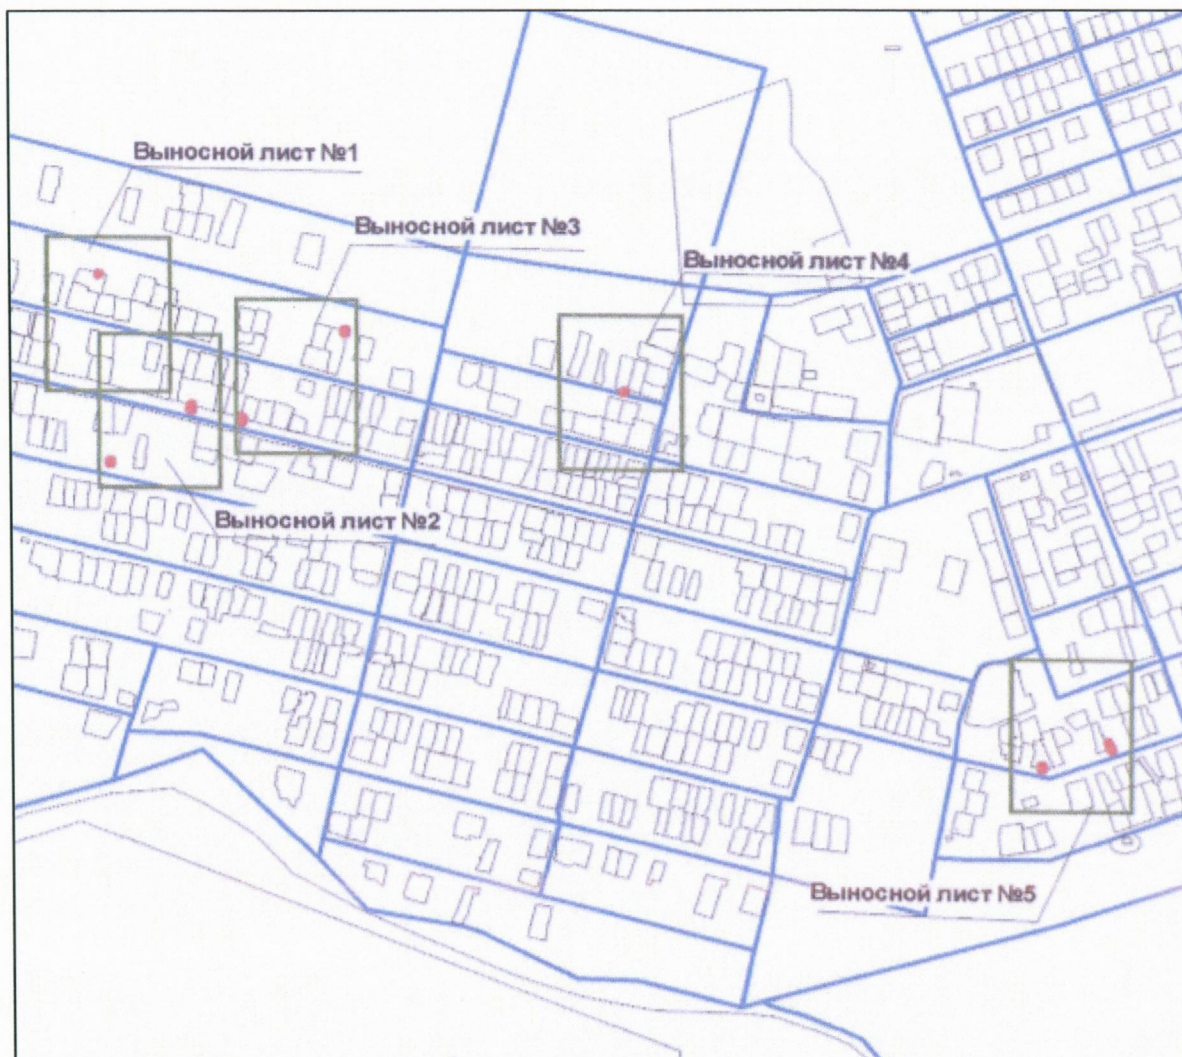 Выносной лист №1
Выносной лист №3
Выносной лист №4
Выносной лист №2
Выносной лист №5